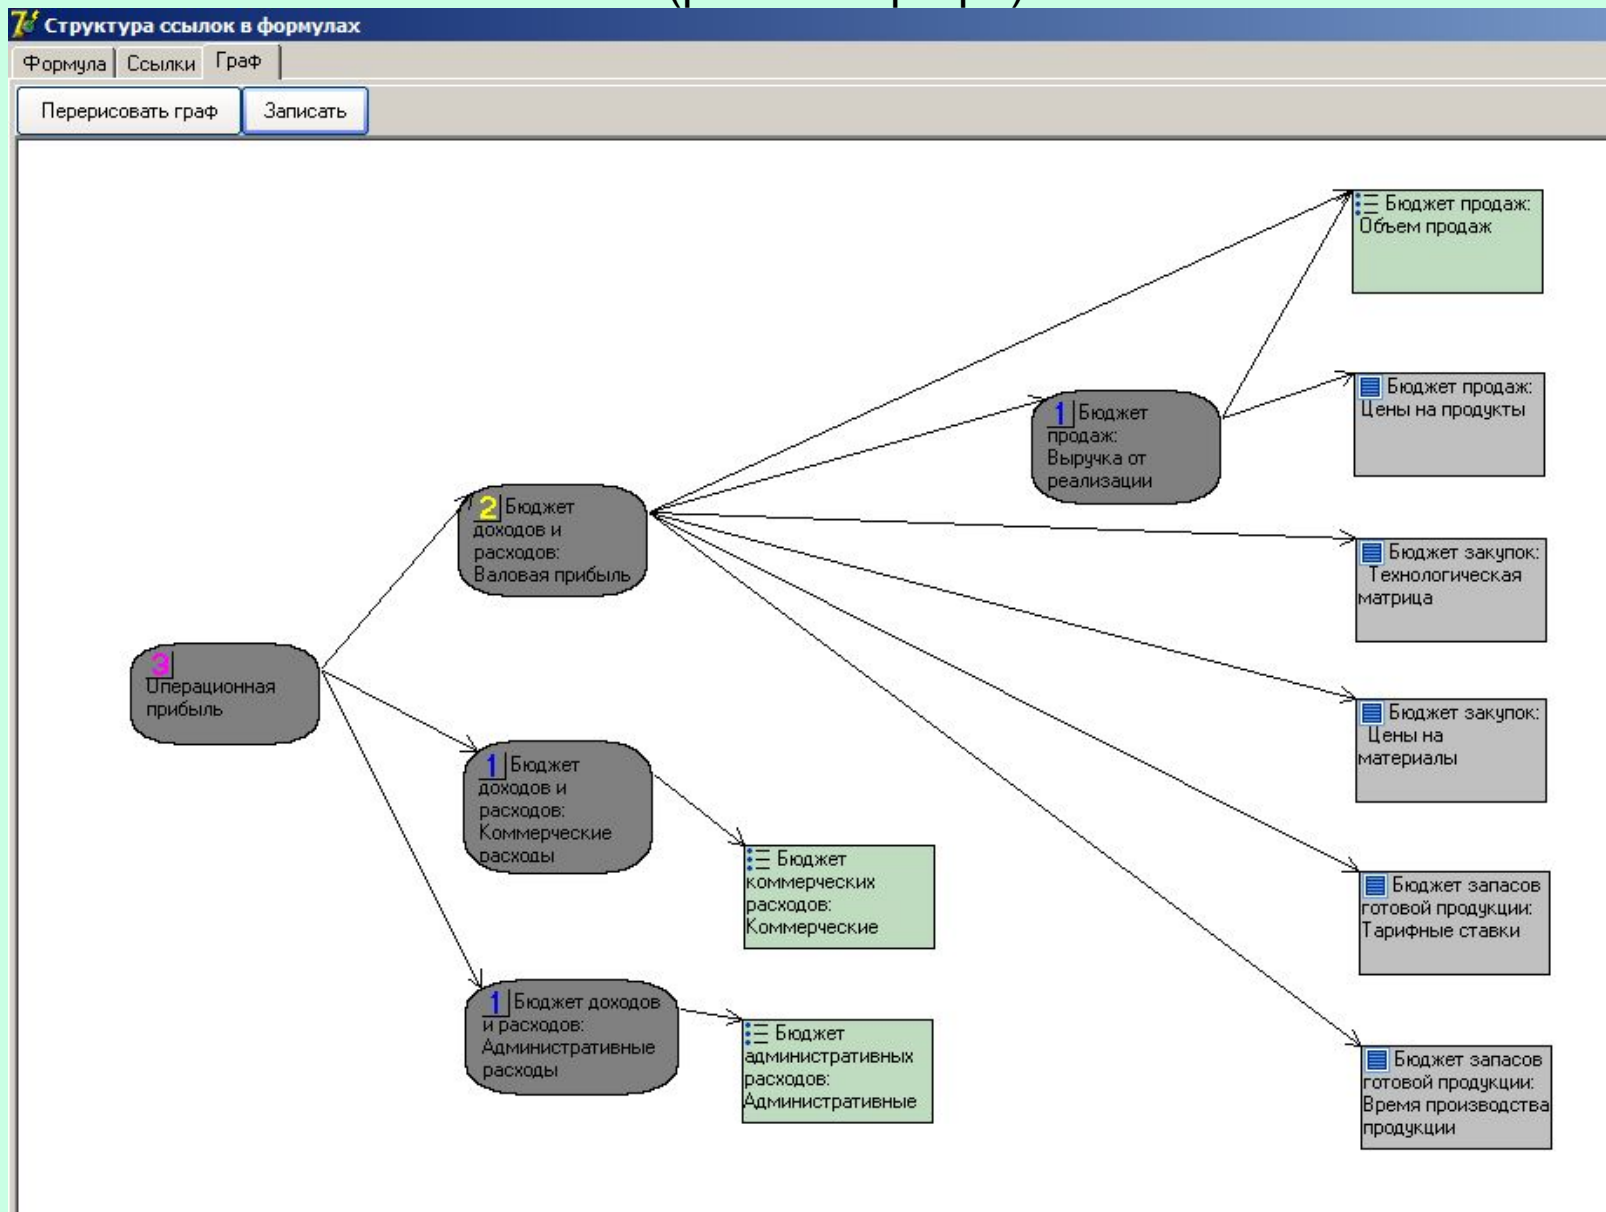 Структура ссылок в формулах
Формула Ссылки Граф
Перерисовать граф Записать
Бюджет продаж:
Объем продаж
Бюджет продаж:
Цены на продукты
1 Бюджет
продаж:
Выручка от
реализации
2 Бюджет
доходов и
расходов:
Валовая прибыль
Бюджет закупок:
Технологическая
матрица
3
Операционная
прибыль
Бюджет закупок:
Цены на
материалы
1 Бюджет
доходов и
расходов:
Коммерческие
расходы
Бюджет
коммерческих
расходов:
Коммерческие
Бюджет запасов
готовой продукции:
Тарифные ставки
1 Бюджет доходов
и расходов:
Административные
расходы
Бюджет
административных
расходов:
Административные
Бюджет запасов
готовой продукции:
Время производства
продукции